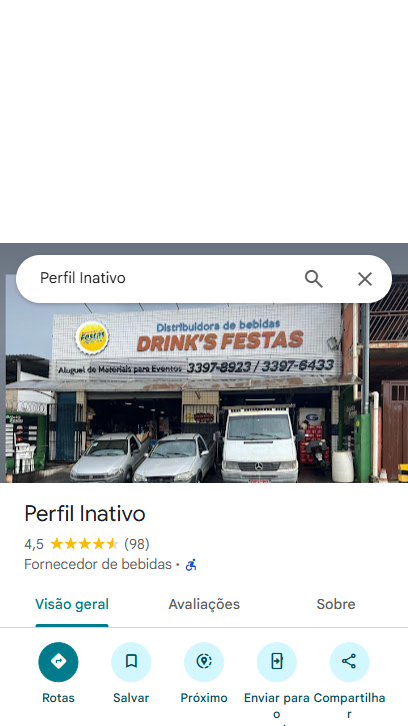 Perfil Inativo
Distribuidora de bebidas
Festas
DRINK'S FESTAS
Aluguel de Materiais para Eventos 3397-8923 / 3397-6433
Perfil Inativo
4,5 (98)
Fornecedor de bebidas ·
Visão geral Avaliações Sobre
Rotas Salvar Próximo Enviar para o Compartilhar